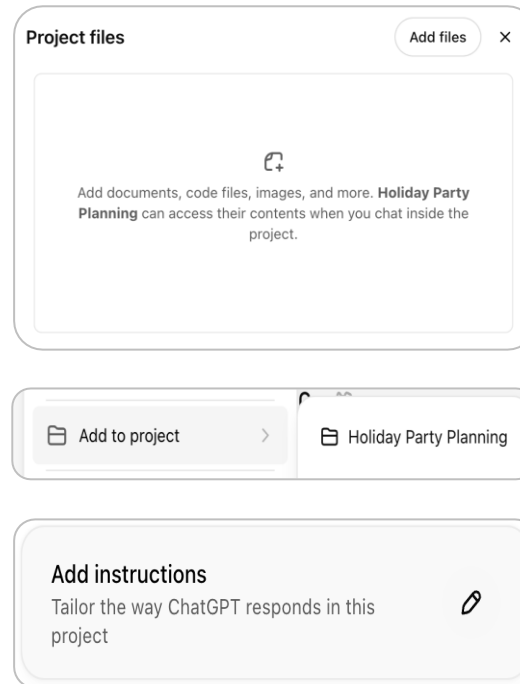 Project files
Add files
Add documents, code files, images, and more. Holiday Party
Planning can access their contents when you chat inside the
project.
Add to project
Holiday Party Planning
Add instructions
Tailor the way ChatGPT responds in this
project